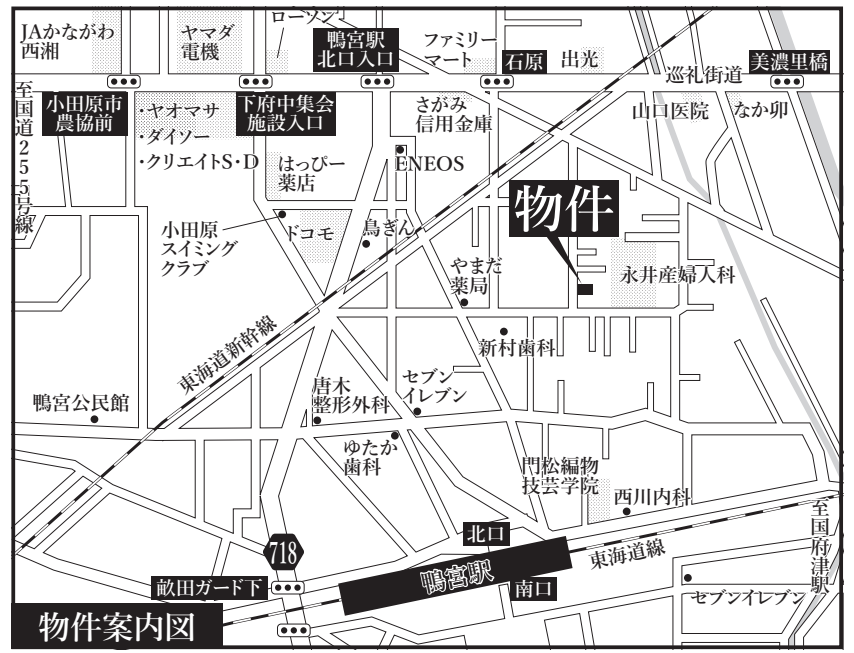 ローソン
JAかながわ
西湘
ヤマダ
電機
鴨宮駅
北口入口
ファミリー
マート
石原
出光
美濃里橋
巡礼街道
至国道255号線
小田原市
農協前
・ヤオマサ
・ダイソー
・クリエイトS・D
下府中集会
施設入口
さがみ
信用金庫
山口医院
なか卯
はっぴー
薬店
ENEOS
物件
小田原
スイミング
クラブ
ドコモ
鳥ぎん
やまだ
薬局
永井産婦人科
東海道新幹線
新村歯科
鴨宮公民館
唐木
整形外科
セブン
イレブン
ゆたか
歯科
門松編物
技芸学院
西川内科
至国府津駅
718
北口
鴨宮駅
南口
東海道線
畝田ガード下
セブンイレブン
物件案内図